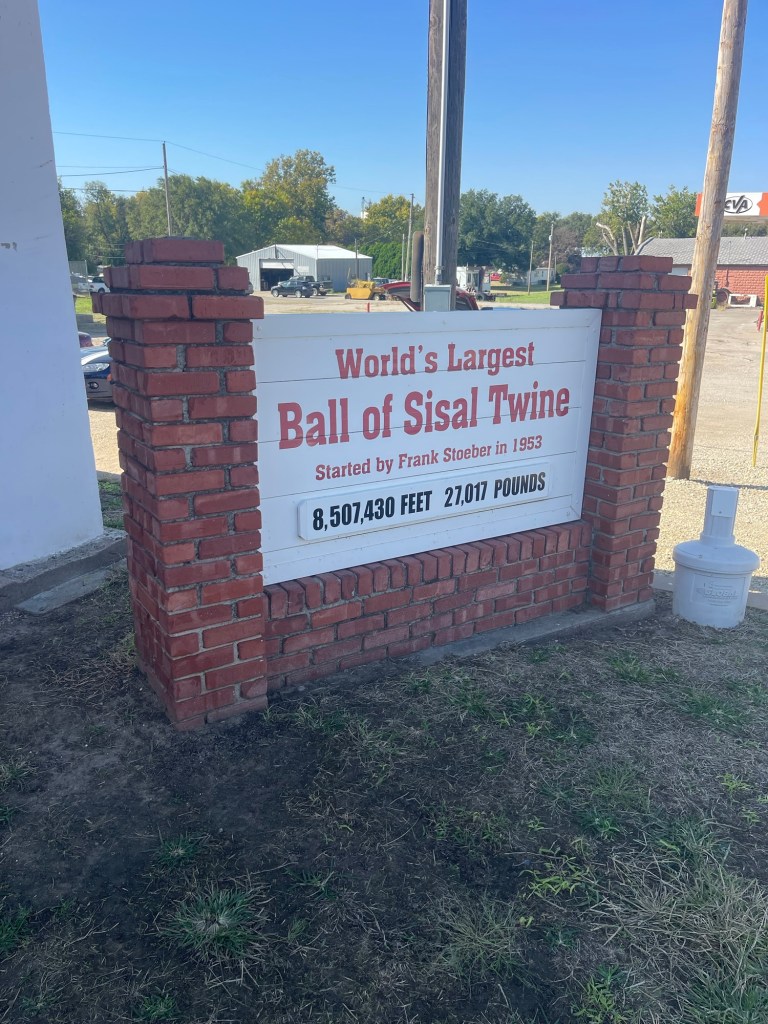 World's Largest
Ball of Sisal Twine
Started by Frank Stoeber in 1953
8,507,430 FEET 27,017 POUNDS
CVA